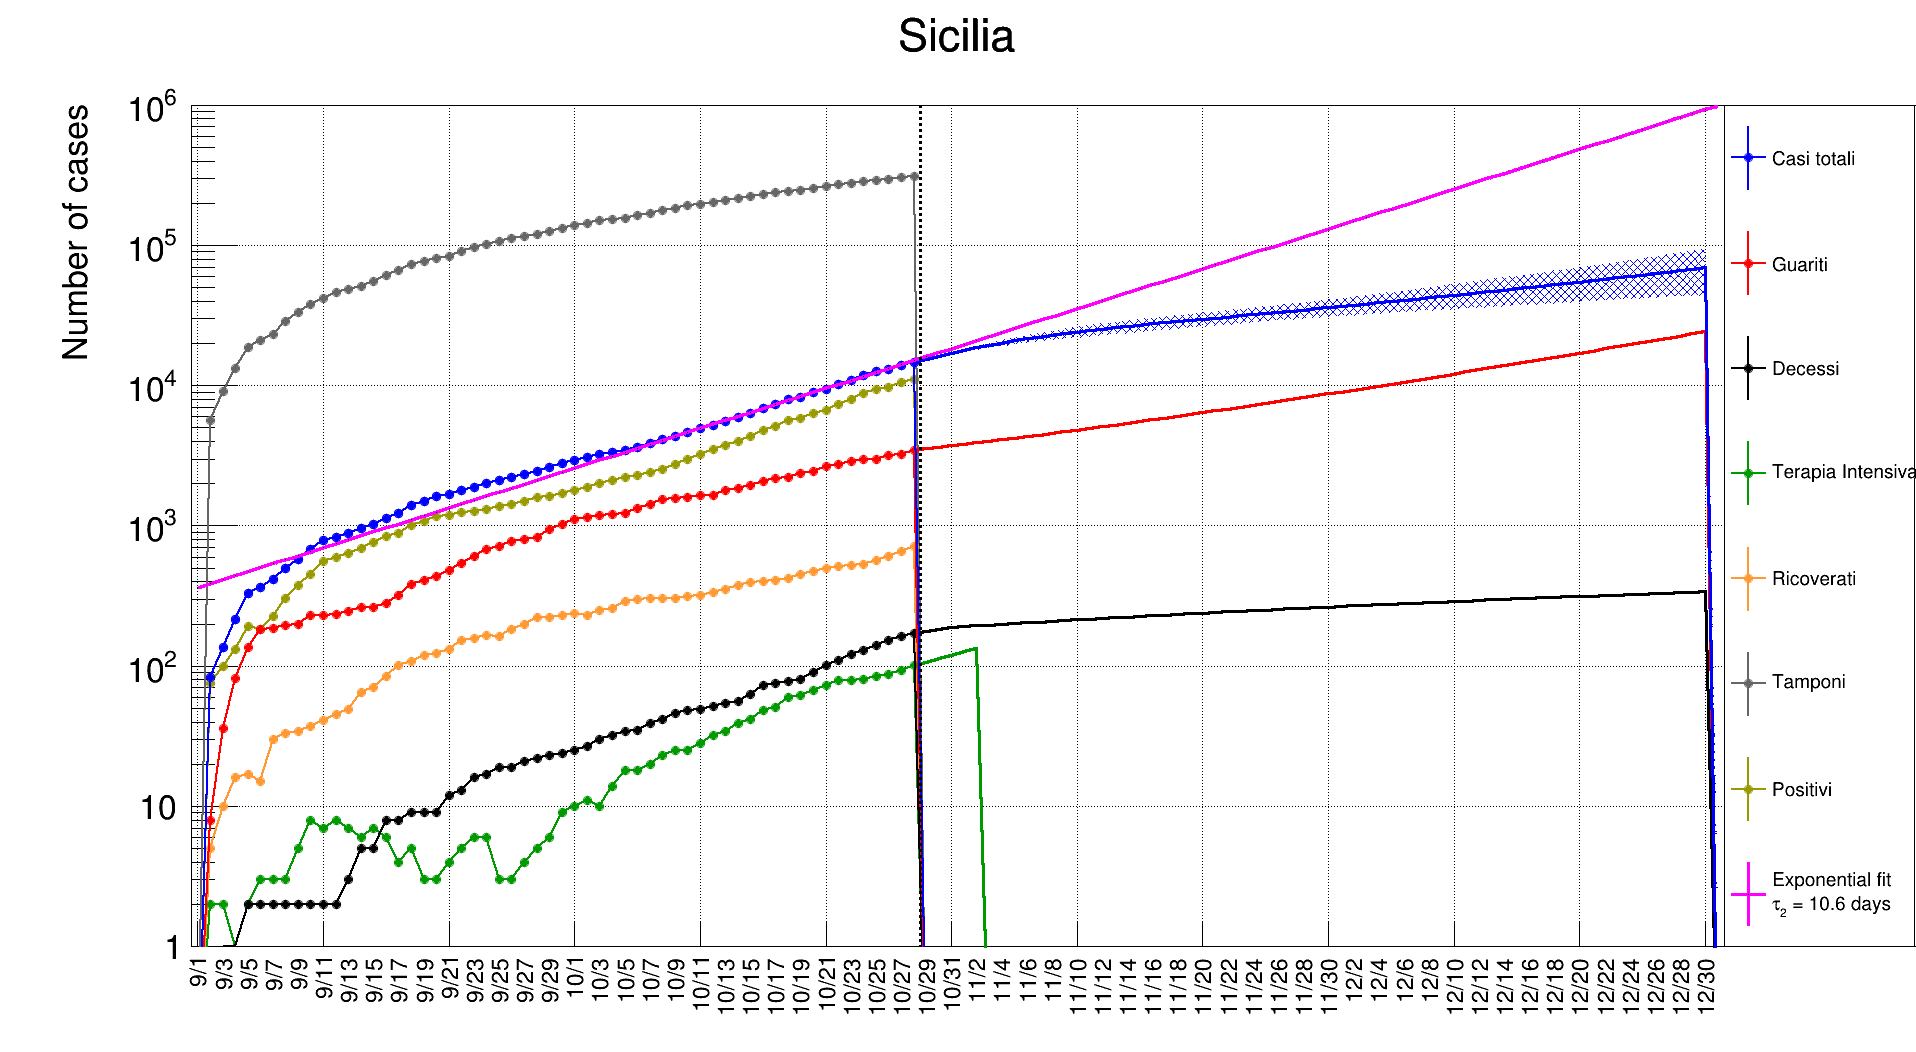 Sicilia
Number of cases
10^6
10^5
10^4
10^3
10^2
10
1
9/1 9/3 9/5 9/7 9/9 9/11 9/13 9/15 9/17 9/19 9/21 9/23 9/25 9/27 9/29 10/1 10/3 10/5 10/7 10/9 10/11 10/13 10/15 10/17 10/19 10/21 10/23 10/25 10/27 10/29 10/31 11/2 11/4 11/6 11/8 11/10 11/12 11/14 11/16 11/18 11/20 11/22 11/24 11/26 11/28 11/30 12/2 12/4 12/6 12/8 12/10 12/12 12/14 12/16 12/18 12/20 12/22 12/24 12/26 12/28 12/30
Casi totali
Guariti
Decessi
Terapia Intensiva
Ricoverati
Tamponi
Positivi
Exponential fit
τ_2 = 10.6 days